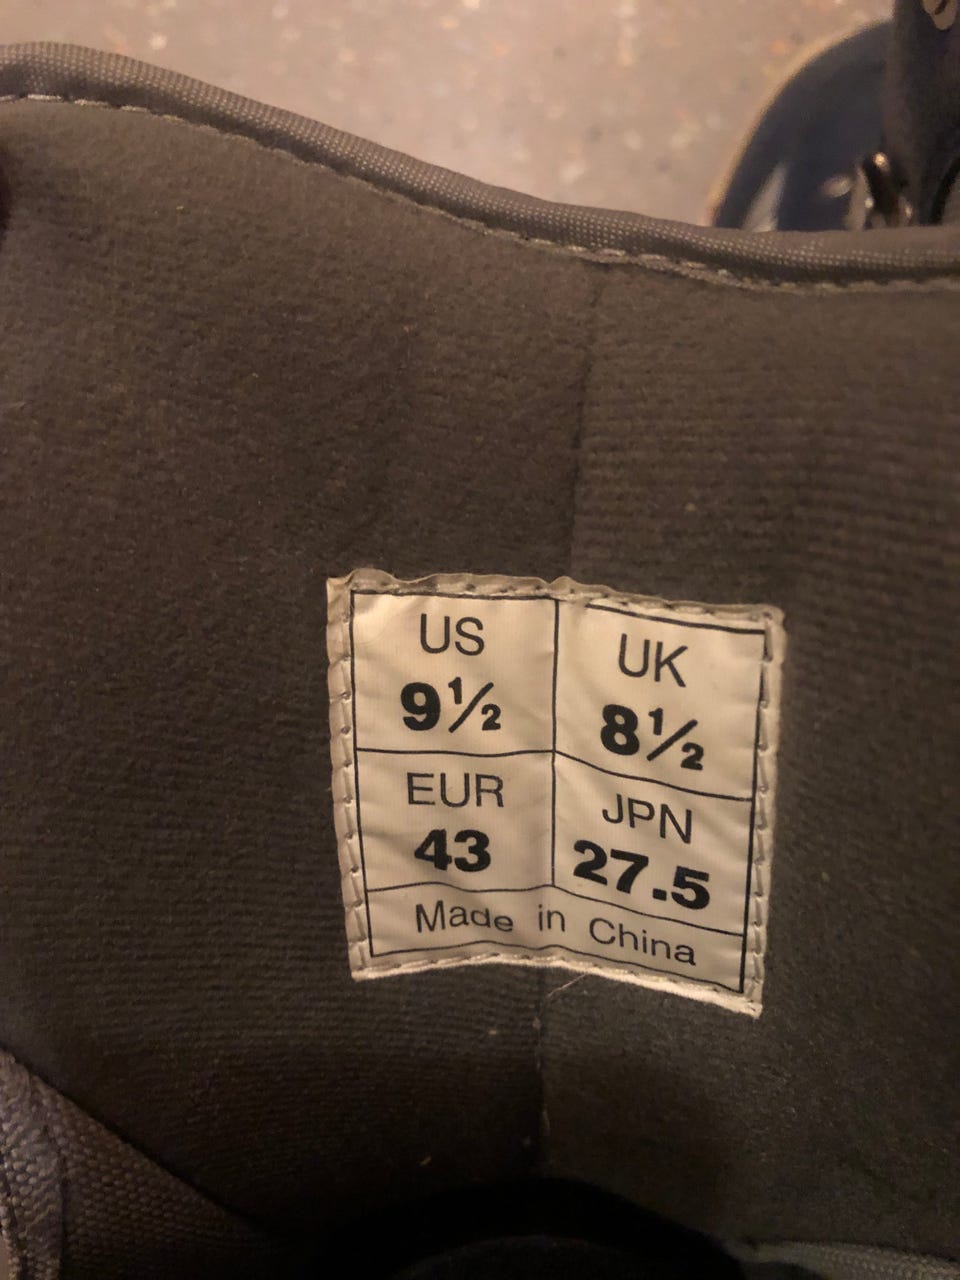 US
9½
UK
8½
EUR
43
JPN
27.5
Made in China